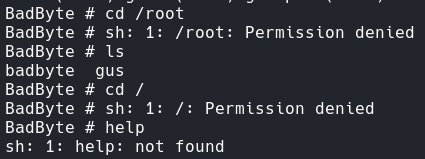 BadByte # cd /root
BadByte # sh: 1: /root: Permission denied
BadByte # ls
badbyte  gus
BadByte # cd /
BadByte # sh: 1: /: Permission denied
BadByte # help
sh: 1: help: not found